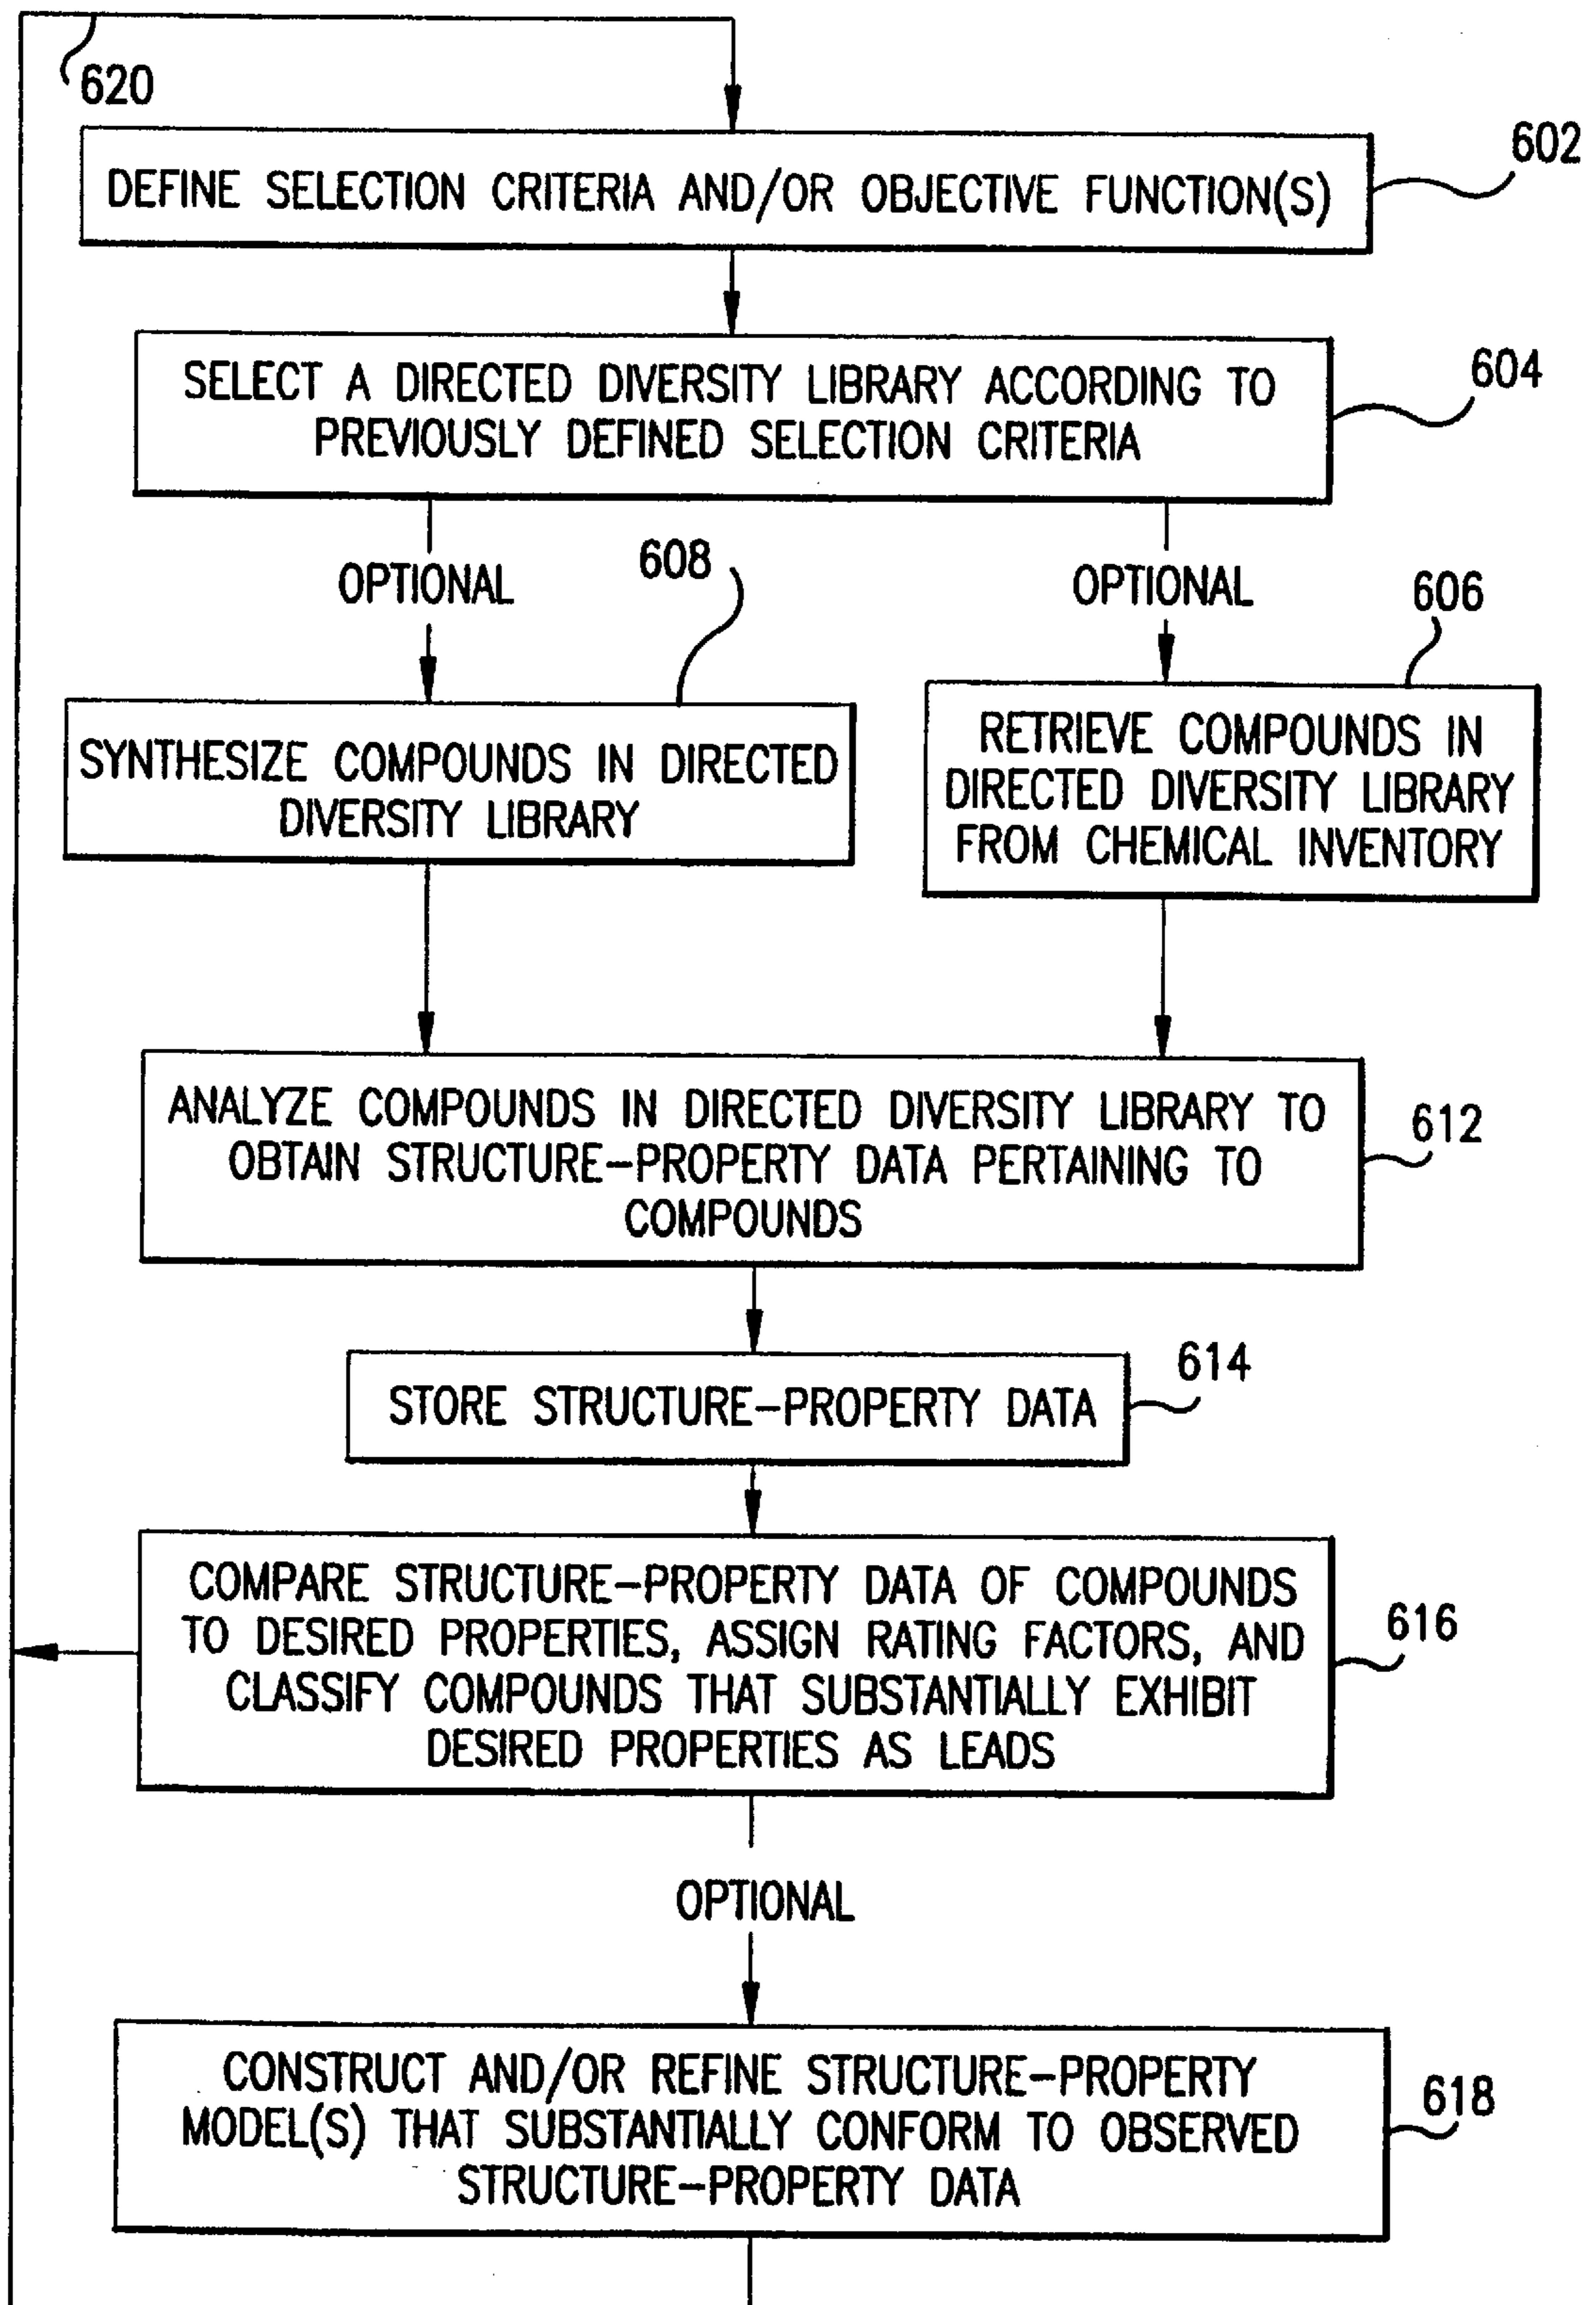 620
602
DEFINE SELECTION CRITERIA AND/OR OBJECTIVE FUNCTION(S)
604
SELECT A DIRECTED DIVERSITY LIBRARY ACCORDING TO
PREVIOUSLY DEFINED SELECTION CRITERIA
608
OPTIONAL
OPTIONAL
606
SYNTHESIZE COMPOUNDS IN DIRECTED
DIVERSITY LIBRARY
RETRIEVE COMPOUNDS IN
DIRECTED DIVERSITY LIBRARY
FROM CHEMICAL INVENTORY
ANALYZE COMPOUNDS IN DIRECTED DIVERSITY LIBRARY TO
OBTAIN STRUCTURE-PROPERTY DATA PERTAINING TO
COMPOUNDS
612
614
STORE STRUCTURE-PROPERTY DATA
COMPARE STRUCTURE-PROPERTY DATA OF COMPOUNDS
TO DESIRED PROPERTIES, ASSIGN RATING FACTORS, AND
CLASSIFY COMPOUNDS THAT SUBSTANTIALLY EXHIBIT
DESIRED PROPERTIES AS LEADS
616
OPTIONAL
CONSTRUCT AND/OR REFINE STRUCTURE-PROPERTY
MODEL(S) THAT SUBSTANTIALLY CONFORM TO OBSERVED
STRUCTURE-PROPERTY DATA
618